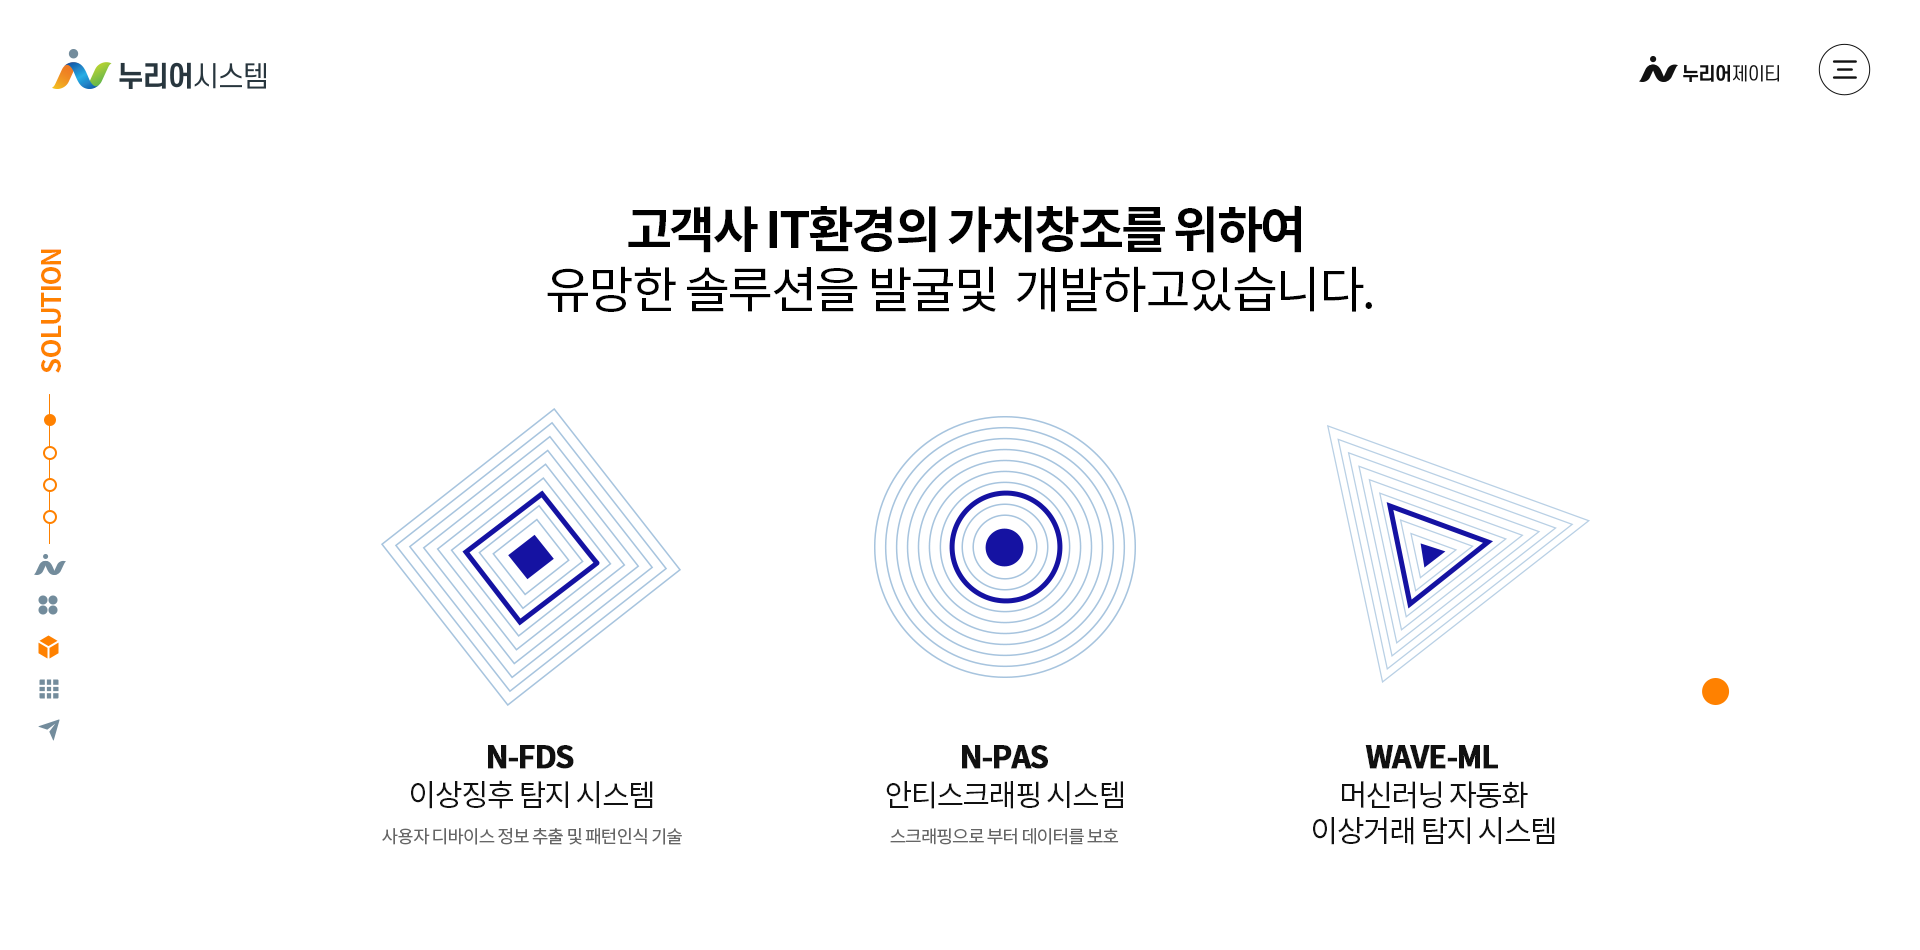 누리어시스템
누리어제이티
고객사 IT환경의 가치창조를 위하여
유망한 솔루션을 발굴및 개발하고있습니다.
SOLUTION
N-FDS
이상징후 탐지 시스템
사용자 디바이스 정보 추출 및 패턴인식 기술
N-PAS
안티스크래핑 시스템
스크래핑으로 부터 데이터를 보호
WAVE-ML
머신러닝 자동화
이상거래 탐지 시스템